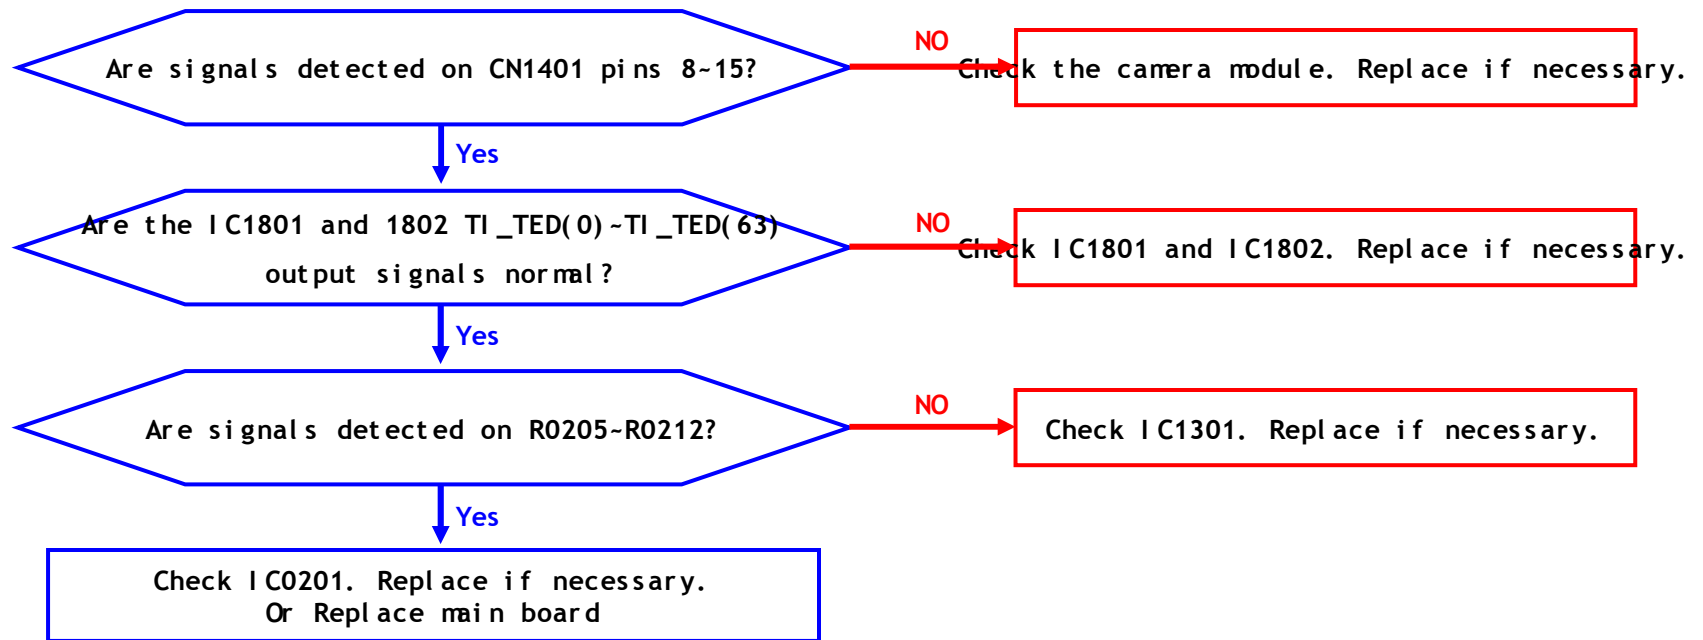 Are signals detected on CN1401 pins 8~15?
NO
Check the camera module. Replace if necessary.
Yes
Are the IC1801 and 1802 TI_TED(0)~TI_TED(63)
output signals normal?
NO
Check IC1801 and IC1802. Replace if necessary.
Yes
Are signals detected on R0205~R0212?
NO
Check IC1301. Replace if necessary.
Yes
Check IC0201. Replace if necessary.
Or Replace main board